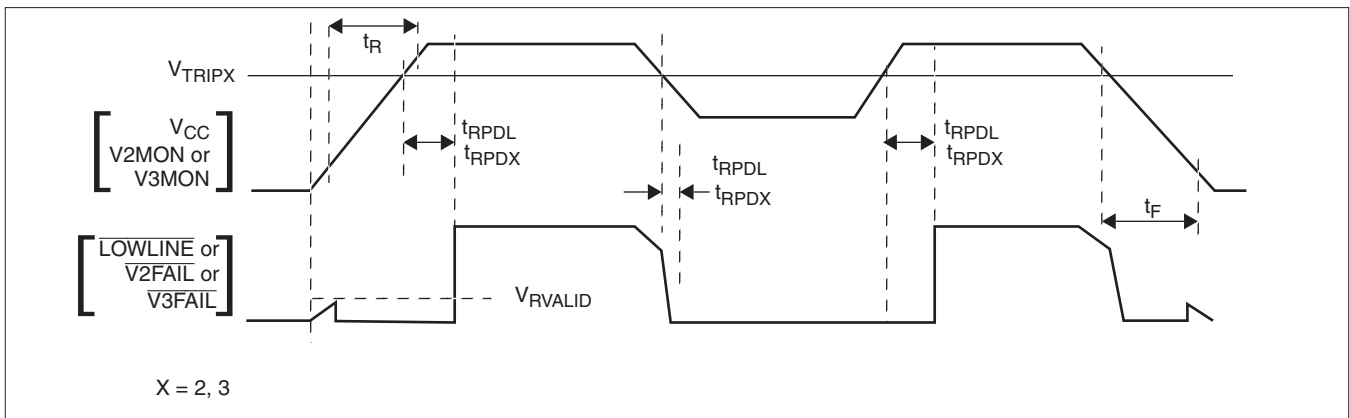 tR
VTRIPX
VCC
V2MON or
V3MON
tRPDL
tRPDX
tRPDL
tRPDX
tRPDL
tRPDX
tF
LOWLINE or
V2FAIL or
V3FAIL
VRVALID
X = 2, 3